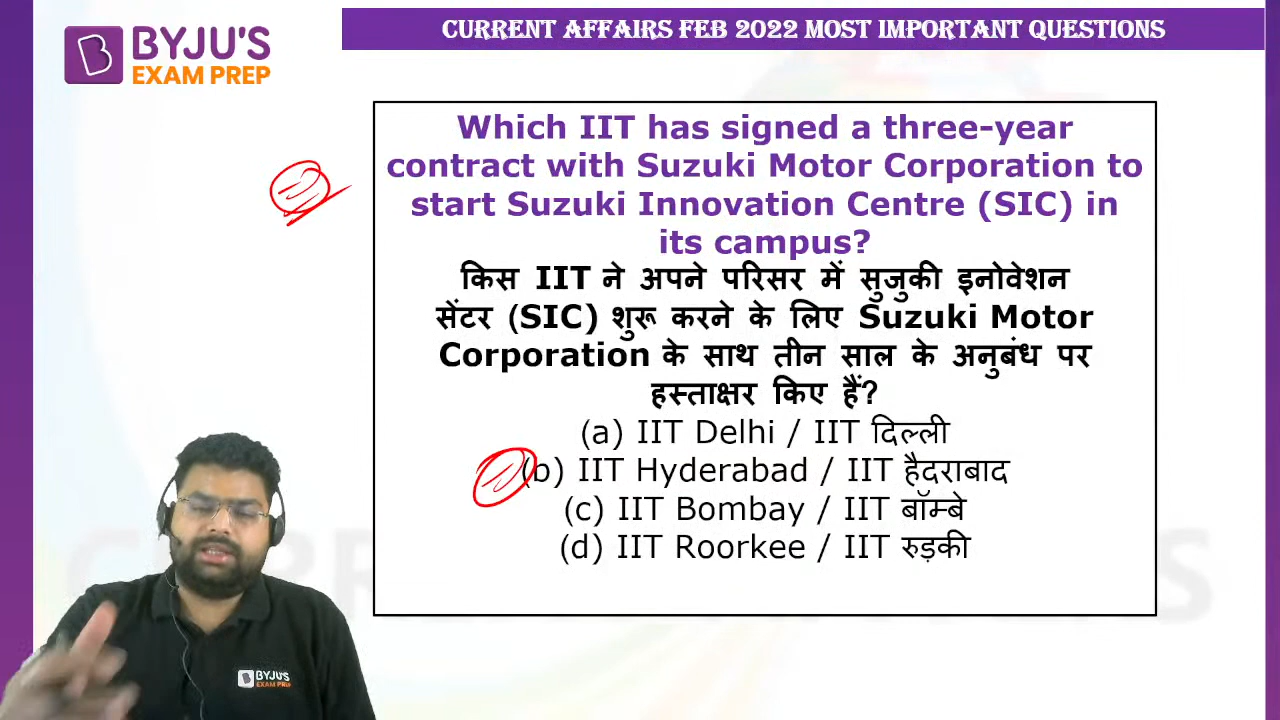 CURRENT AFFAIRS FEB 2022 MOST IMPORTANT QUESTIONS
BYJU'S
EXAM PREP
Which IIT has signed a three-year
contract with Suzuki Motor Corporation to
start Suzuki Innovation Centre (SIC) in
its campus?
किस IIT ने अपने परिसर में सुजुकी इनोवेशन
सेंटर (SIC) शुरू करने के लिए Suzuki Motor
Corporation के साथ तीन साल के अनुबंध पर
हस्ताक्षर किए हैं?
(a) IIT Delhi / IIT दिल्ली
(b) IIT Hyderabad / IIT हैदराबाद
(c) IIT Bombay / IIT बॉम्बे
(d) IIT Roorkee / IIT रुड़की
BYJU'S
EXAM PREP